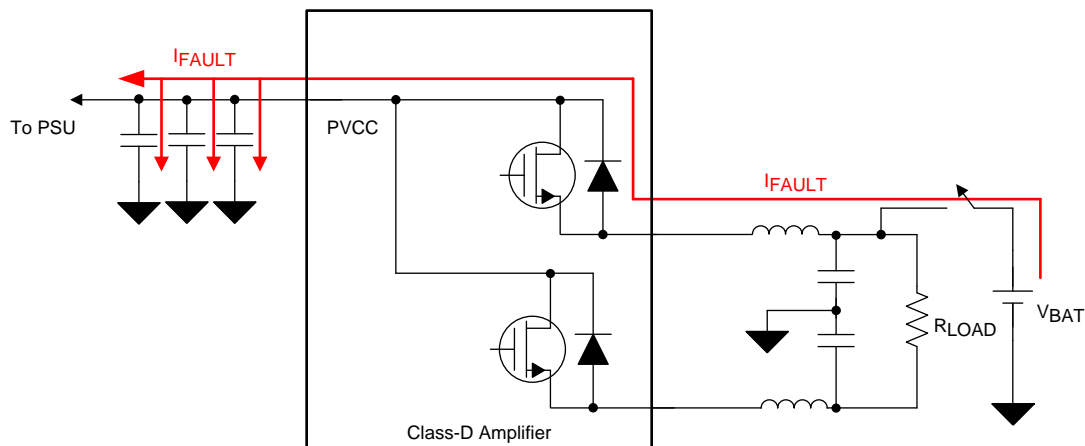 IFAULT
To PSU
PVCC
IFAULT
RLOAD
VBAT
Class-D Amplifier